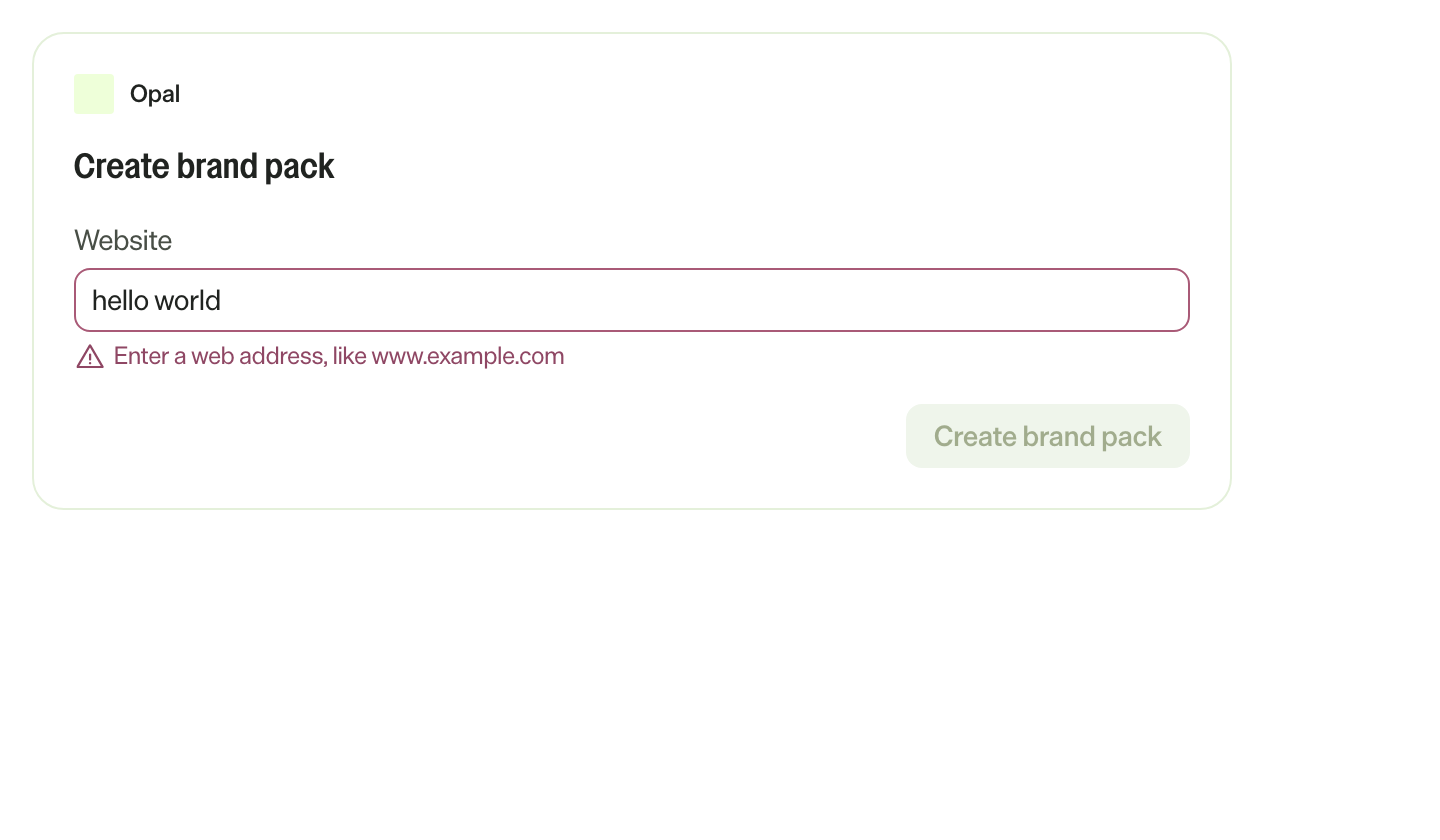 Opal
Create brand pack
Website
hello world
Enter a web address, like www.example.com
Create brand pack